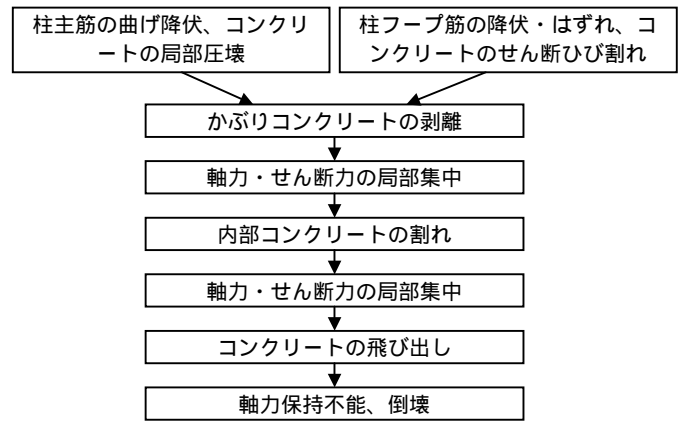 柱主筋の曲げ降伏、コンクリ
ートの局部圧壊
柱フープ筋の降伏・はずれ、コ
ンクリートのせん断ひび割れ
かぶりコンクリートの剥離
軸力・せん断力の局部集中
内部コンクリートの割れ
軸力・せん断力の局部集中
コンクリートの飛び出し
軸力保持不能、倒壊